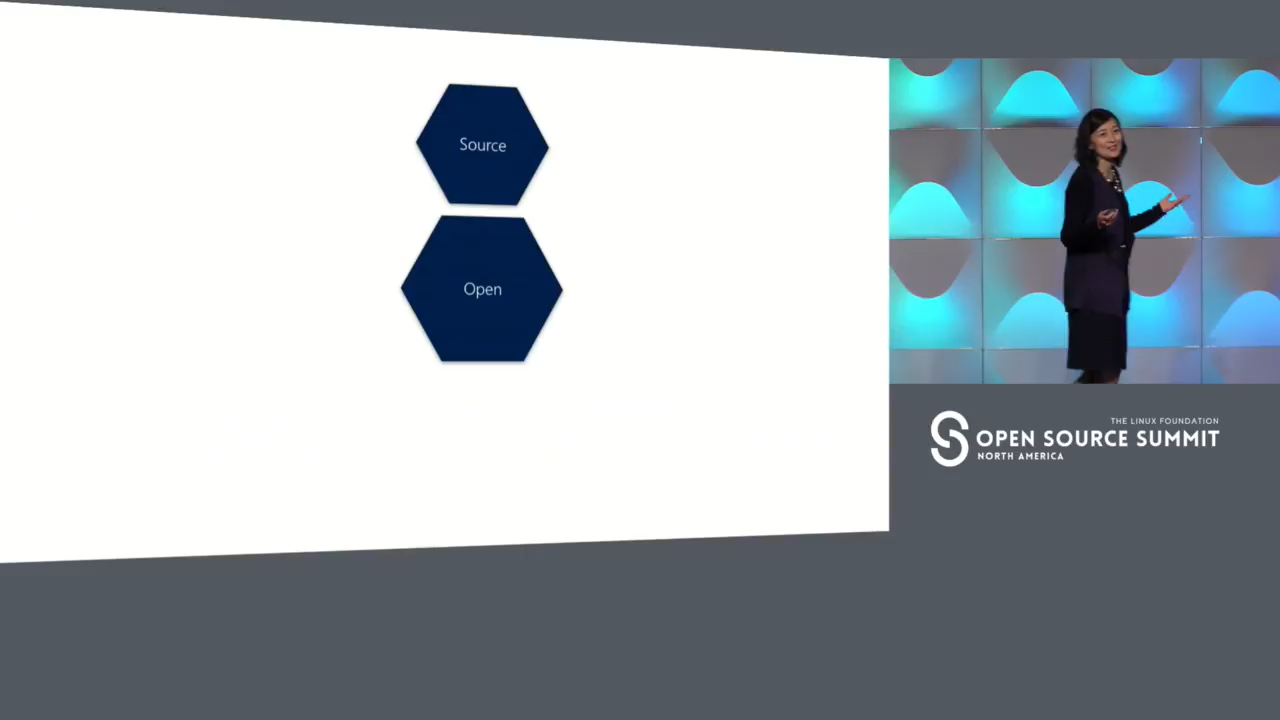 Source
Open
THE LINUX FOUNDATION
OPEN SOURCE SUMMIT
NORTH AMERICA